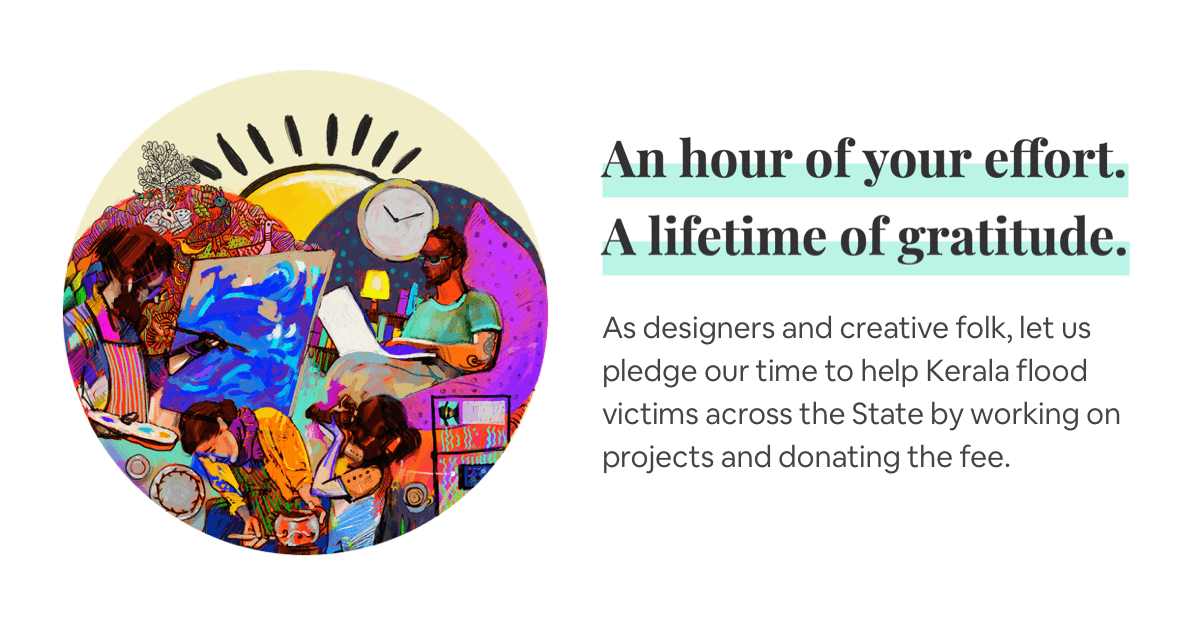 An hour of your effort.
A lifetime of gratitude.
As designers and creative folk, let us
pledge our time to help Kerala flood
victims across the State by working on
projects and donating the fee.